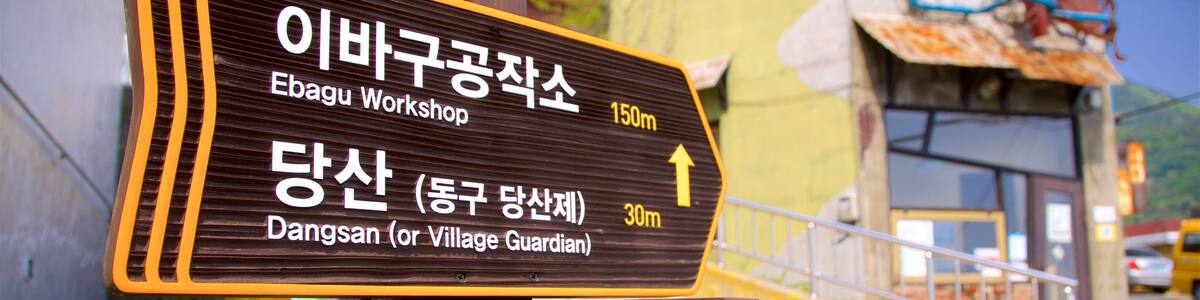 이바구공작소
Ebagu Workshop
150m
당산 (동구 당산제)
Dangsan (or Village Guardian)
30m